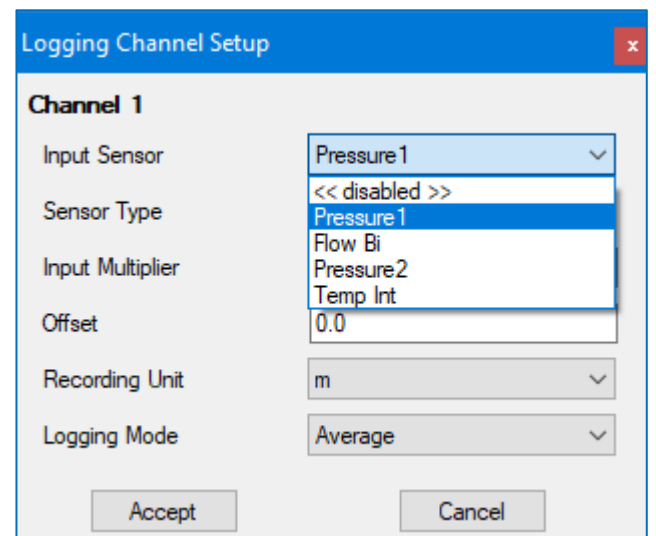 Logging Channel Setup x
Channel 1
Input Sensor Pressure1
<< disabled >>
Sensor Type Pressure1
Flow Bi
Input Multiplier Pressure2
Temp Int
Offset 0.0
Recording Unit m
Logging Mode Average
Accept Cancel